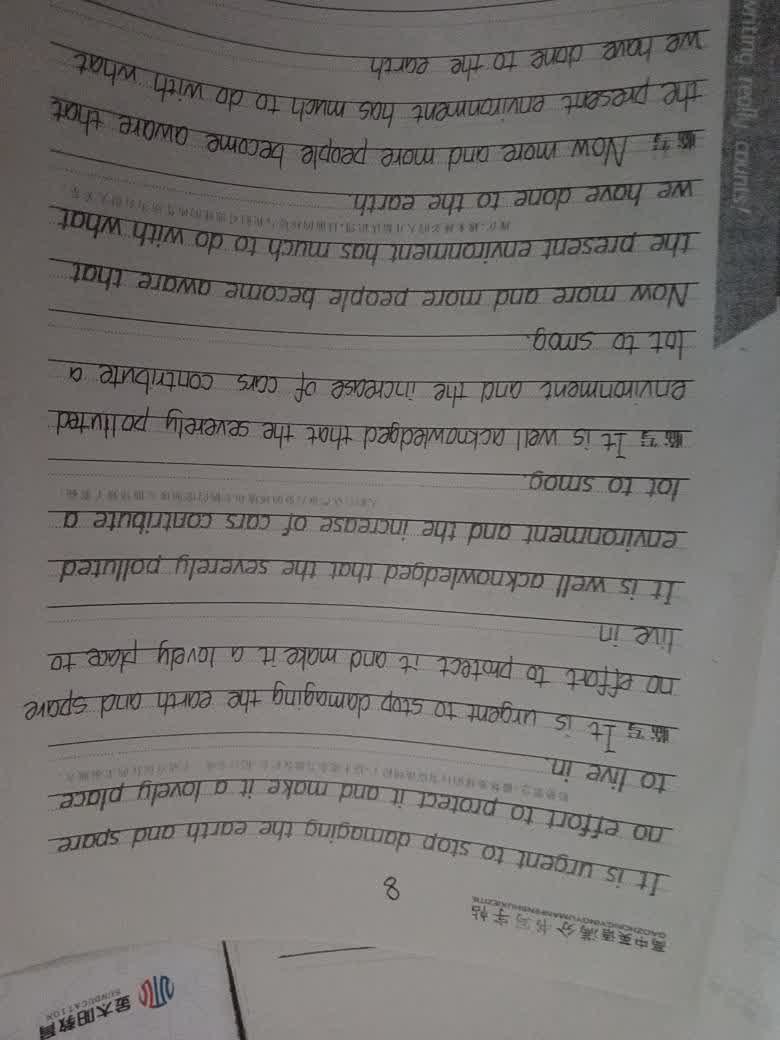 金太阳教育
SUNDUCATION
高中英语满分书写字帖
GAOZHONGYINGYUMANFENSHUXIEZITIE
8
It is urgent to stop damaging the earth and spare
no effort to protect it and make it a lovely place
to live in.
临写 It is urgent to stop damaging the earth and spare
no effort to protect it and make it a lovely place to
live in
It is well acknowledged that the severely polluted
environment and the increase of cars contribute a
lot to smog.
临写 It is well acknowledged that the severely polluted
environment and the increase of cars contribute a
lot to smog.
Now more and more people become aware that
the present environment has much to do with what
we have done to the earth.
临写 Now more and more people become aware that
the present environment has much to do with what
we have done to the earth
writing really counts!